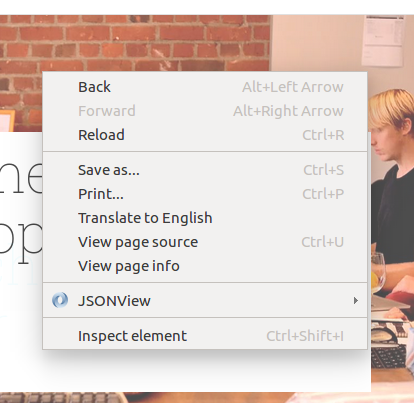 Back Alt+Left Arrow
Forward Alt+Right Arrow
Reload Ctrl+R
Save as... Ctrl+S
Print... Ctrl+P
Translate to English
View page source Ctrl+U
View page info
JSONView
Inspect element Ctrl+Shift+I